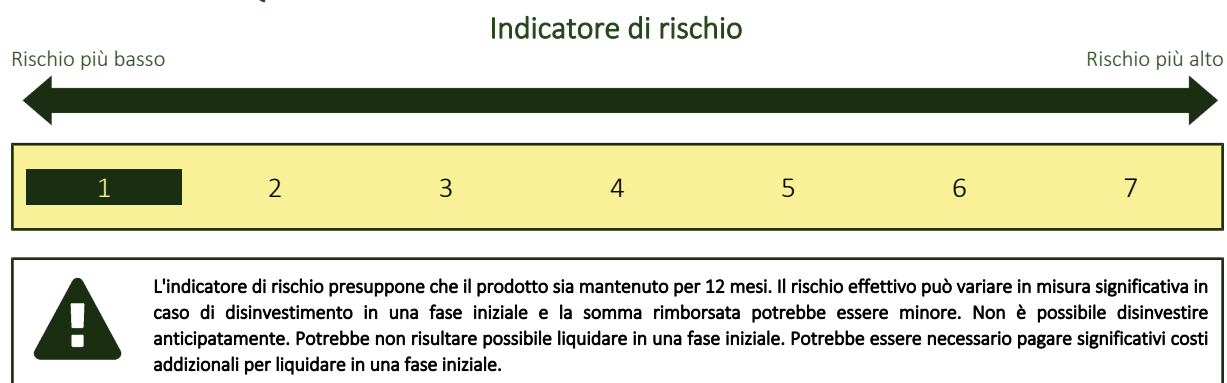 Indicatore di rischio
Rischio più basso
Rischio più alto
1 2 3 4 5 6 7
L'indicatore di rischio presuppone che il prodotto sia mantenuto per 12 mesi. Il rischio effettivo può variare in misura significativa in
caso di disinvestimento in una fase iniziale e la somma rimborsata potrebbe essere minore. Non è possibile disinvestire
anticipatamente. Potrebbe non risultare possibile liquidare in una fase iniziale. Potrebbe essere necessario pagare significativi costi
addizionali per liquidare in una fase iniziale.